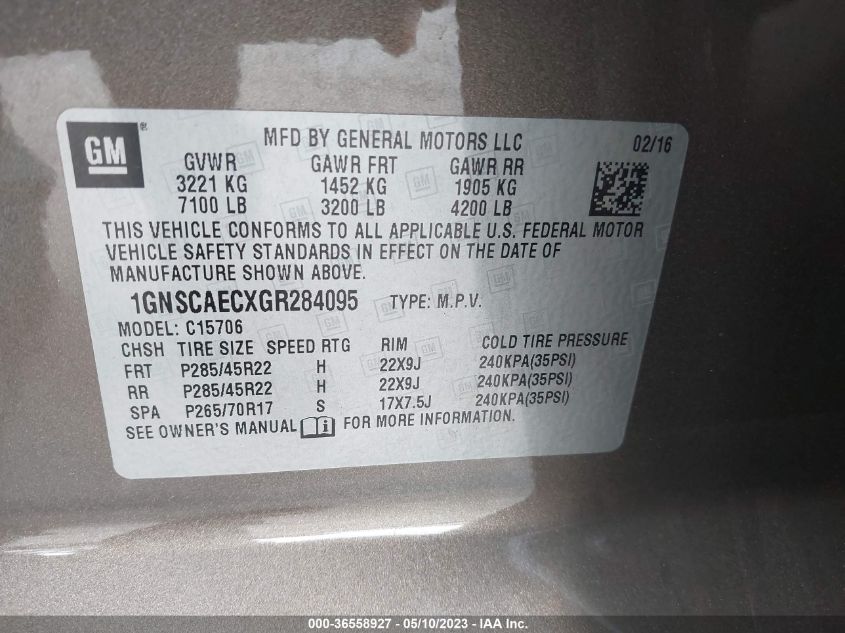 GM ® MFD BY GENERAL MOTORS LLC 02/16
GVWR GAWR FRT GAWR RR
3221 KG 1452 KG 1905 KG
7100 LB 3200 LB 4200 LB
THIS VEHICLE CONFORMS TO ALL APPLICABLE U.S. FEDERAL MOTOR
VEHICLE SAFETY STANDARDS IN EFFECT ON THE DATE OF
MANUFACTURE SHOWN ABOVE.
1GNSCAECXGR284095 TYPE: M.P.V.
MODEL: C15706
CHSH TIRE SIZE SPEED RTG RIM COLD TIRE PRESSURE
FRT P285/45R22 H 22X9J 240KPA(35PSI)
RR P285/45R22 H 22X9J 240KPA(35PSI)
SPA P265/70R17 S 17X7.5J 240KPA(35PSI)
SEE OWNER'S MANUAL i FOR MORE INFORMATION.
000-36558927 - 05/10/2023 - IAA Inc.